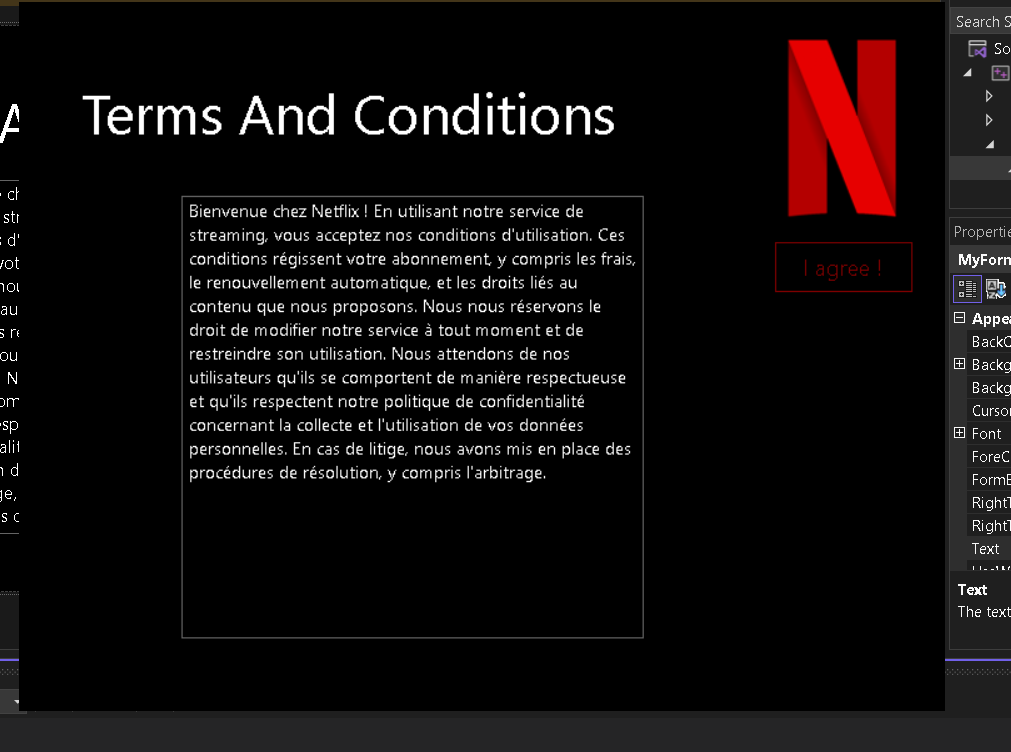 Search S
So
Terms And Conditions
Bienvenue chez Netflix ! En utilisant notre service de
streaming, vous acceptez nos conditions d'utilisation. Ces
conditions régissent votre abonnement, y compris les frais,
le renouvellement automatique, et les droits liés au
contenu que nous proposons. Nous nous réservons le
droit de modifier notre service à tout moment et de
restreindre son utilisation. Nous attendons de nos
utilisateurs qu'ils se comportent de manière respectueuse
et qu'ils respectent notre politique de confidentialité
concernant la collecte et l'utilisation de vos données
personnelles. En cas de litige, nous avons mis en place des
procédures de résolution, y compris l'arbitrage.
I agree !
Propertie
MyForm
Appea
BackC
Backg
Backg
Cursor
Font
ForeC
FormB
RightT
RightT
Text
Text
The text